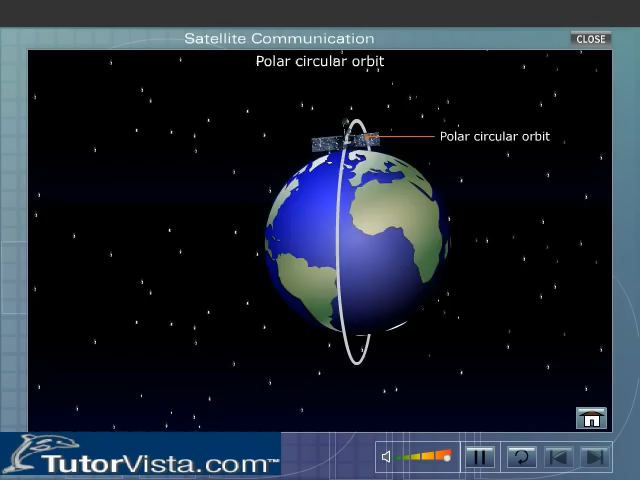 Satellite Communication
CLOSE
Polar circular orbit
Polar circular orbit
TutorVista.com™